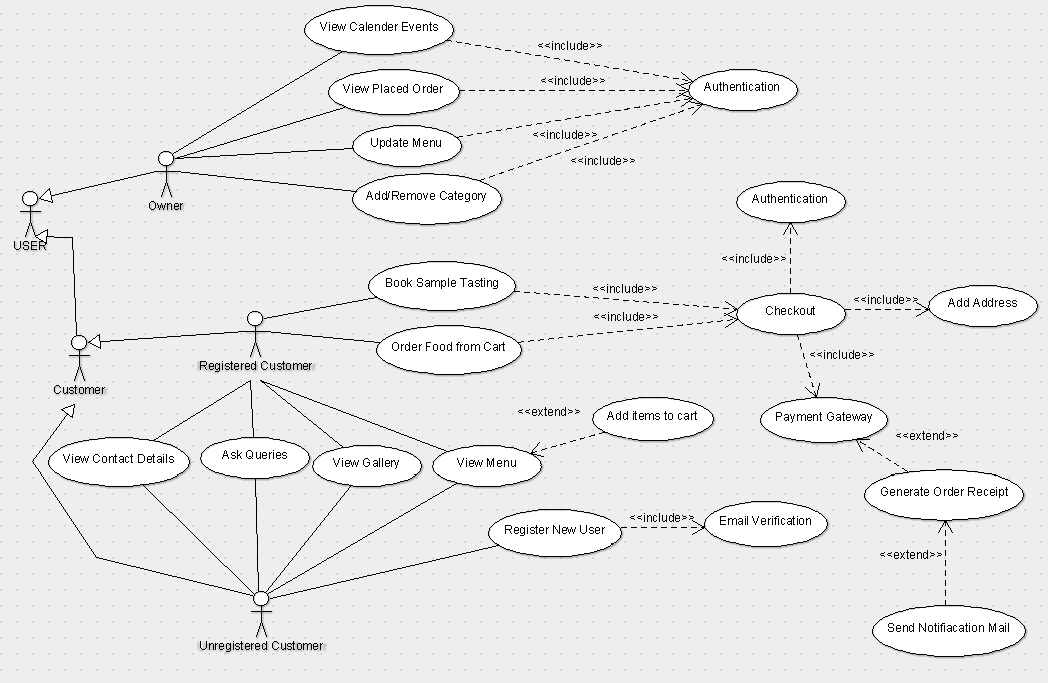 View Calender Events
<<include>>
View Placed Order
<<include>>
Authentication
Update Menu
<<include>>
<<include>>
Add/Remove Category
Owner
USER
Authentication
<<include>>
Book Sample Tasting
<<include>>
<<include>>
Add Address
Checkout
<<include>>
Order Food from Cart
<<include>>
Registered Customer
Customer
<<extend>>
Add items to cart
Payment Gateway
<<extend>>
View Contact Details
Ask Queries
View Gallery
View Menu
Generate Order Receipt
<<include>>
Register New User
Email Verification
<<extend>>
Send Notifiacation Mail
Unregistered Customer